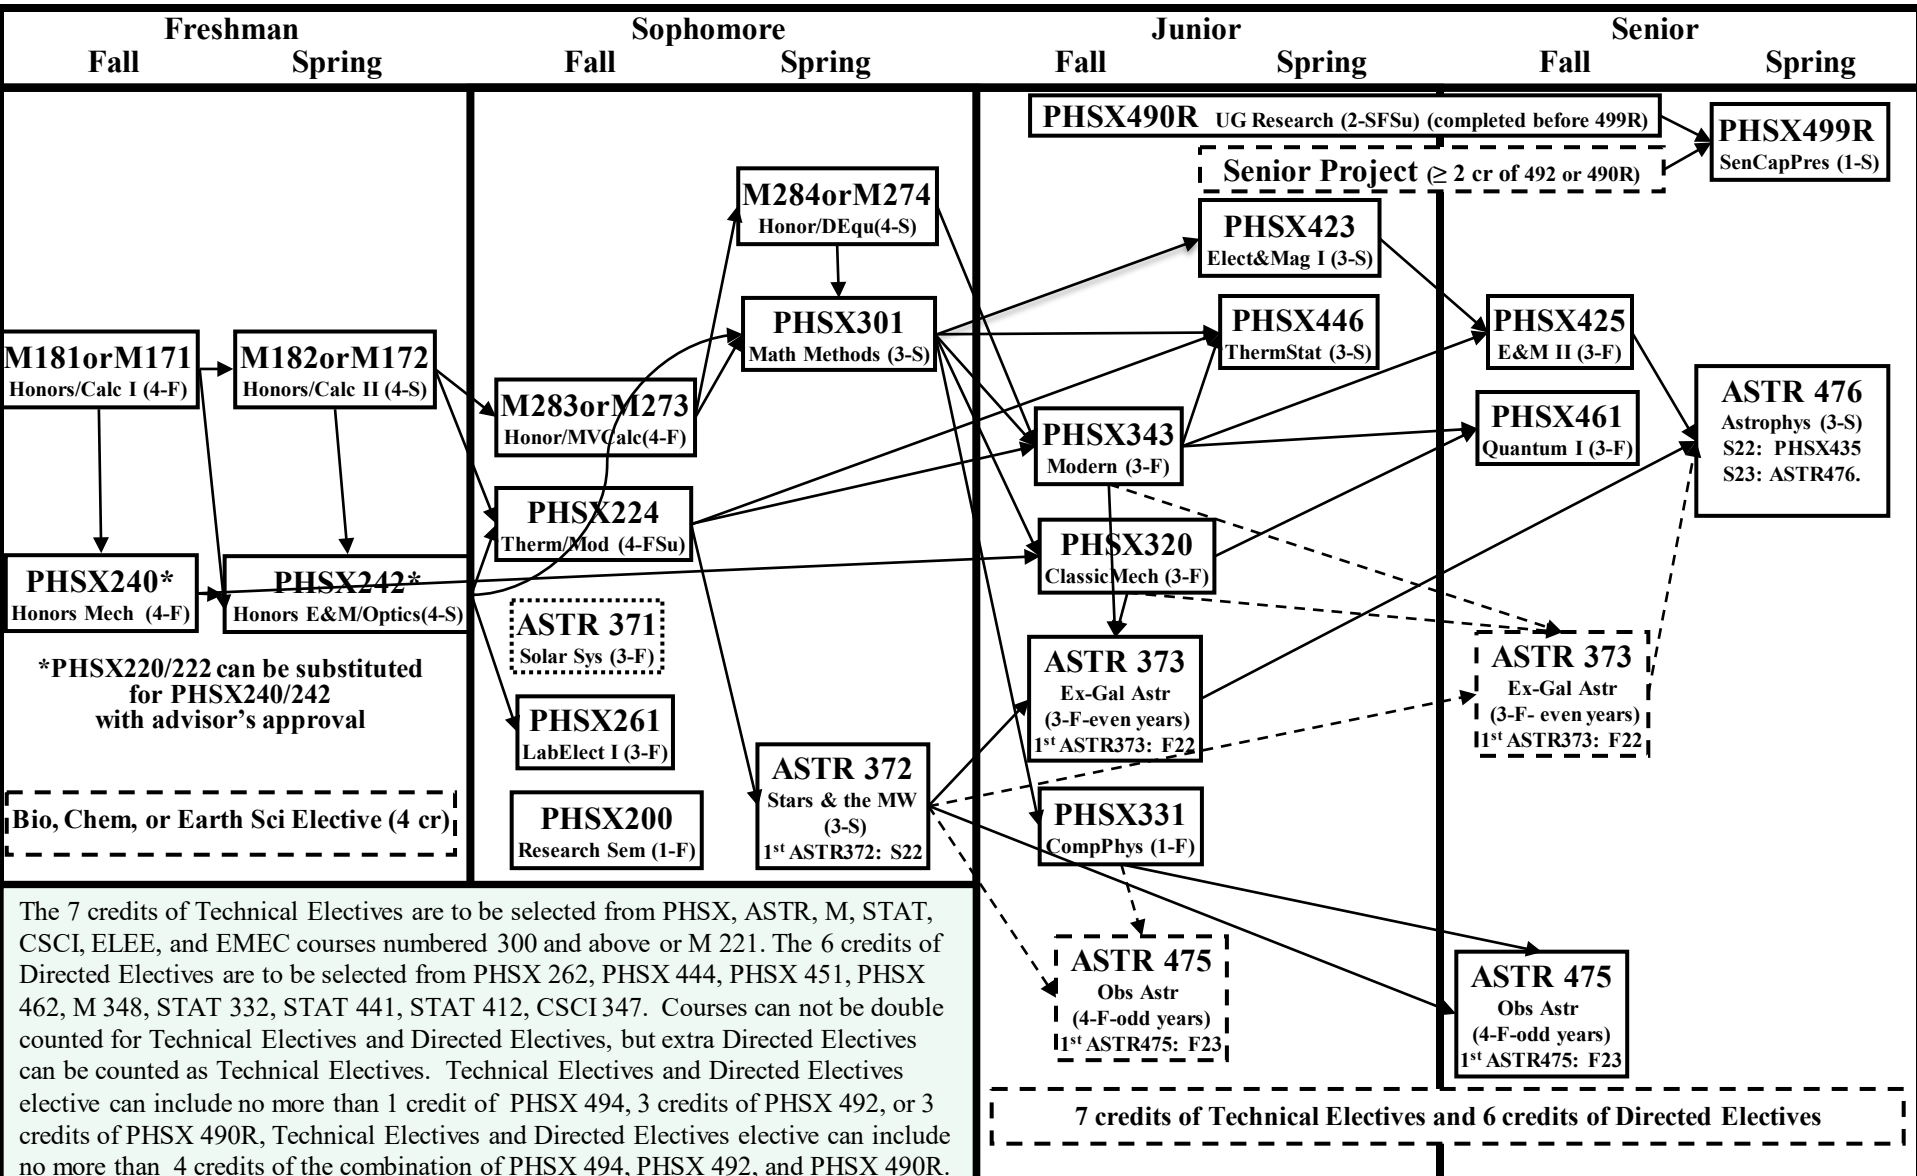 Freshman
Sophomore
Junior
Senior
Fall
Spring
Fall
Spring
Fall
Spring
Fall
Spring
PHSX490R UG Research (2-SFSu) (completed before 499R)
PHSX499R
SenCapPres (1-S)
Senior Project (≥ 2 cr of 492 or 490R)
M284orM274
Honor/DEqu(4-S)
PHSX423
Elect&Mag I (3-S)
PHSX301
Math Methods (3-S)
PHSX446
ThermStat (3-S)
PHSX425
E&M II (3-F)
M181orM171
Honors/Calc I (4-F)
M182orM172
Honors/Calc II (4-S)
M283orM273
Honor/MVCalc(4-F)
PHSX343
Modern (3-F)
PHSX461
Quantum I (3-F)
ASTR 476
Astrophys (3-S)
S22: PHSX435
S23: ASTR476.
PHSX224
Therm/Mod (4-FSu)
PHSX320
ClassicMech (3-F)
PHSX240*
Honors Mech (4-F)
PHSX242*
Honors E&M/Optics(4-S)
ASTR 371
Solar Sys (3-F)
*PHSX220/222 can be substituted
for PHSX240/242
with advisor's approval
ASTR 373
Ex-Gal Astr
(3-F-even years)
1st ASTR373: F22
ASTR 373
Ex-Gal Astr
(3-F- even years)
1st ASTR373: F22
PHSX261
LabElect I (3-F)
ASTR 372
Stars & the MW
(3-S)
1st ASTR372: S22
Bio, Chem, or Earth Sci Elective (4 cr)
PHSX200
Research Sem (1-F)
PHSX331
CompPhys (1-F)
ASTR 475
Obs Astr
(4-F-odd years)
1st ASTR475: F23
ASTR 475
Obs Astr
(4-F-odd years)
1st ASTR475: F23
The 7 credits of Technical Electives are to be selected from PHSX, ASTR, M, STAT,
CSCI, ELEE, and EMEC courses numbered 300 and above or M 221. The 6 credits of
Directed Electives are to be selected from PHSX 262, PHSX 444, PHSX 451, PHSX
462, M 348, STAT 332, STAT 441, STAT 412, CSCI 347. Courses can not be double
counted for Technical Electives and Directed Electives, but extra Directed Electives
can be counted as Technical Electives. Technical Electives and Directed Electives
elective can include no more than 1 credit of PHSX 494, 3 credits of PHSX 492, or 3
credits of PHSX 490R, Technical Electives and Directed Electives elective can include
no more than 4 credits of the combination of PHSX 494, PHSX 492, and PHSX 490R.
7 credits of Technical Electives and 6 credits of Directed Electives